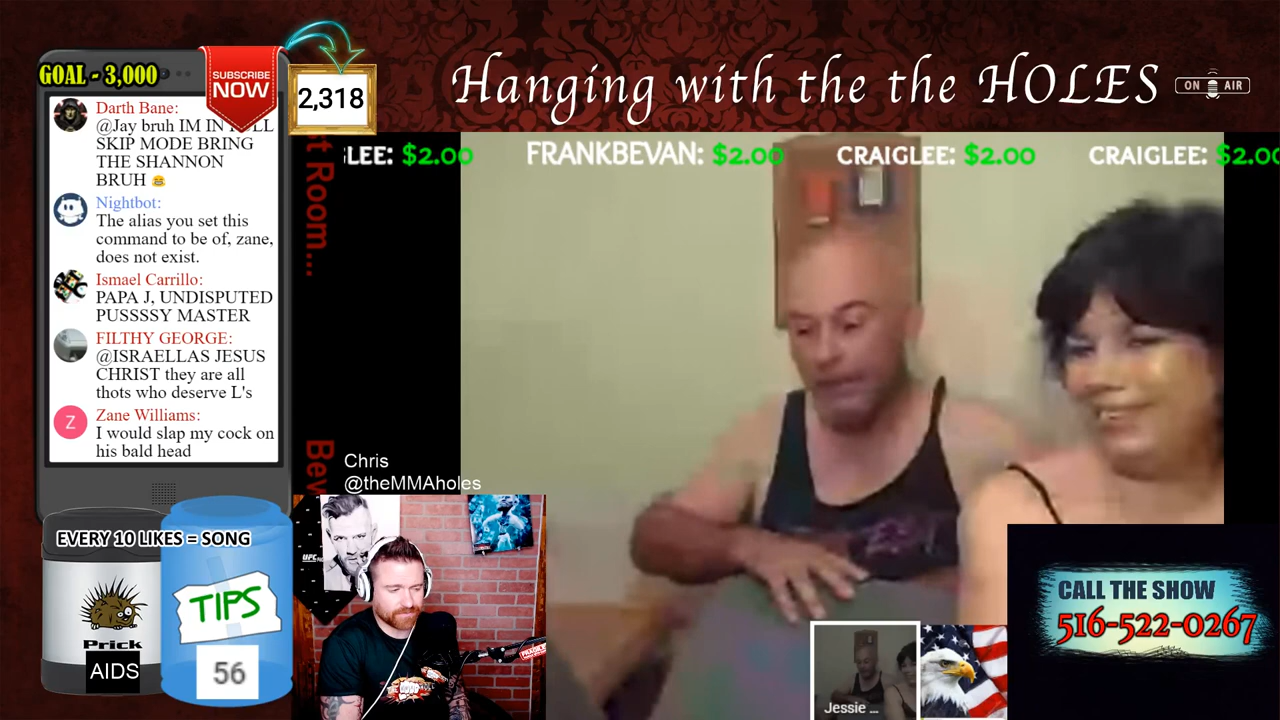 GOAL - 3,000
SUBSCRIBE
NOW
2,318
Hanging with the the HOLES
ON AIR
Darth Bane:
@Jay bruh IM IN
SKIP MODE BRING
THE SHANNON
BRUH 😂
Nightbot:
The alias you set this
command to be of, zane,
does not exist.
Ismael Carrillo:
PAPA J, UNDISPUTED
PUSSSSY MASTER
FILTHY GEORGE:
@ISRAELLAS JESUS
CHRIST they are all
thots who deserve L's
Z
Zane Williams:
I would slap my cock on
his bald head
GLEE: $2.00
FRANKBEVAN: $2.00
CRAIGLEE: $2.00
CRAIGLEE: $2.00
t Room...
Bev
Chris
@theMMAholes
EVERY 10 LIKES = SONG
Prick
AIDS
TIPS
56
UFC
Jessie ...
CALL THE SHOW
516-522-0267